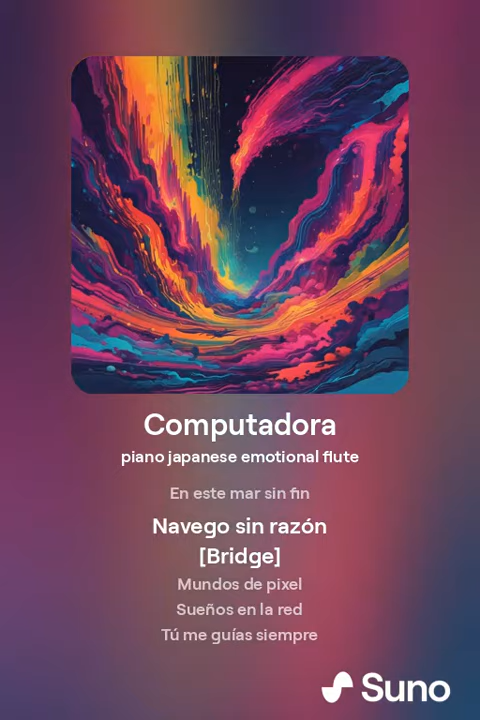 Computadora
piano japanese emotional flute
En este mar sin fin
Navego sin razón
[Bridge]
Mundos de pixel
Sueños en la red
Tú me guías siempre
Suno